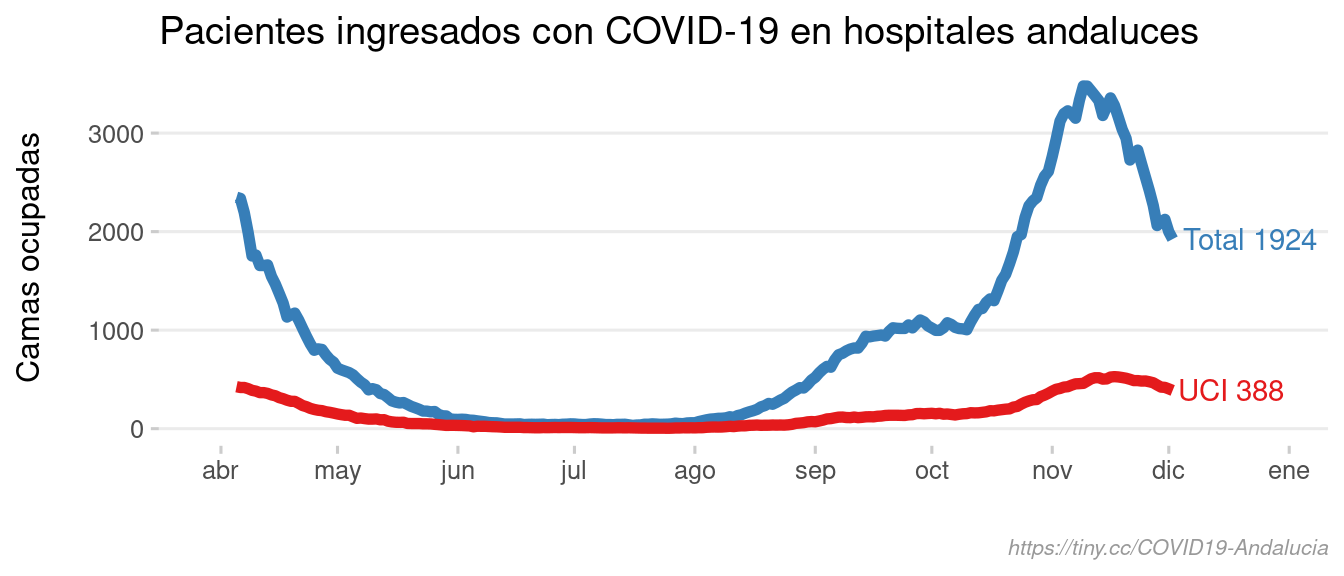 Pacientes ingresados con COVID-19 en hospitales andaluces
Camas ocupadas
3000
2000
1000
0
Total 1924
UCI 388
abr may jun jul ago sep oct nov dic ene
https://tiny.cc/COVID19-Andalucia